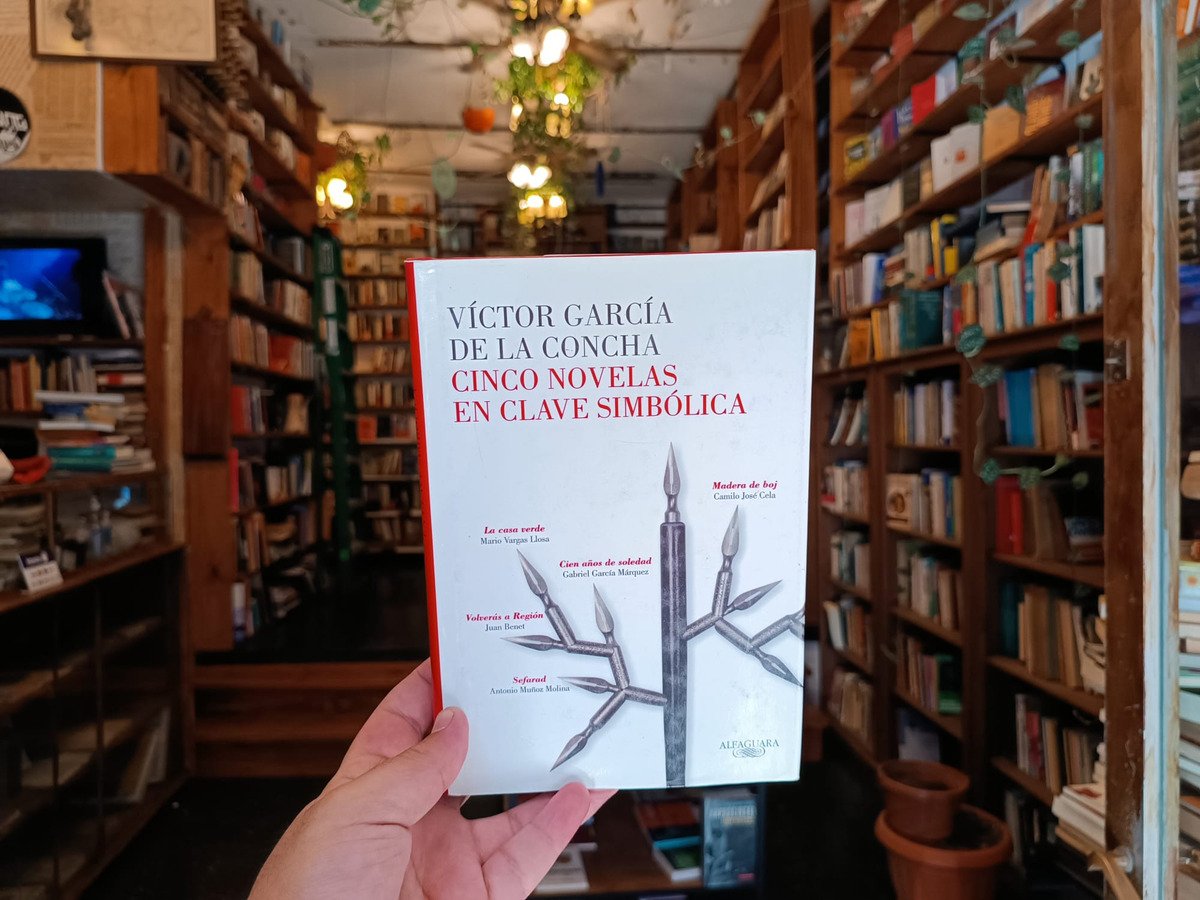 VÍCTOR GARCÍA
DE LA CONCHA
CINCO NOVELAS
EN CLAVE SIMBÓLICA
Madera de boj
Camilo José Cela
La casa verde
Mario Vargas Llosa
Cien años de soledad
Gabriel García Márquez
Volverás a Región
Juan Benet
Sefarad
Antonio Muñoz Molina
ALFAGUARA